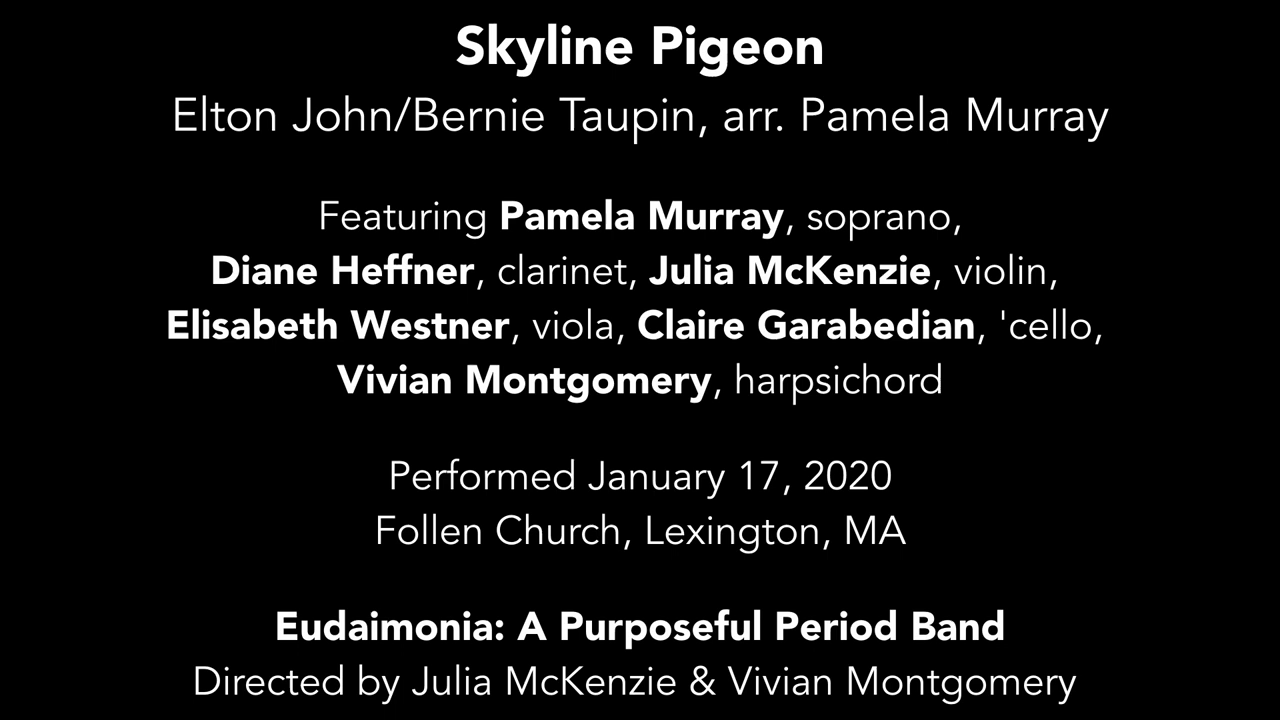 Skyline Pigeon
Elton John/Bernie Taupin, arr. Pamela Murray
Featuring Pamela Murray, soprano,
Diane Heffner, clarinet, Julia McKenzie, violin,
Elisabeth Westner, viola, Claire Garabedian, 'cello,
Vivian Montgomery, harpsichord
Performed January 17, 2020
Follen Church, Lexington, MA
Eudaimonia: A Purposeful Period Band
Directed by Julia McKenzie & Vivian Montgomery